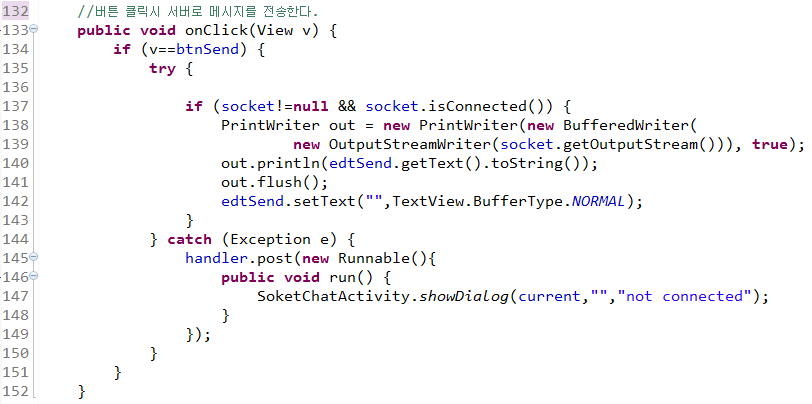 132 //버튼 클릭시 서버로 메시지를 전송한다.
133 public void onClick(View v) {
134 if (v==btnSend) {
135 try {
136
137 if (socket!=null && socket.isConnected()) {
138 PrintWriter out = new PrintWriter(new BufferedWriter(
139 new OutputStreamWriter(socket.getOutputStream())), true);
140 out.println(edtSend.getText().toString());
141 out.flush();
142 edtSend.setText("",TextView.BufferType.NORMAL);
143 }
144 } catch (Exception e) {
145 handler.post(new Runnable(){
146 public void run() {
147 SoketChatActivity.showDialog(current,"","not connected");
148 }
149 });
150 }
151 }
152 }